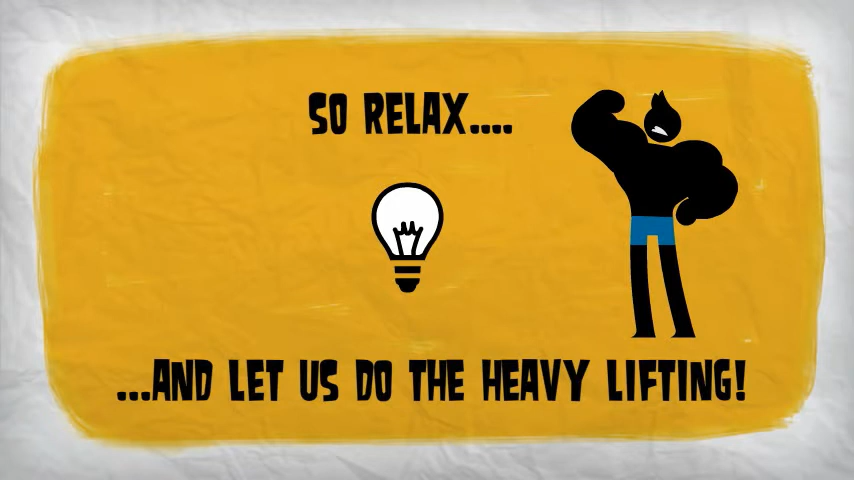 SO RELAX....
...AND LET US DO THE HEAVY LIFTING!